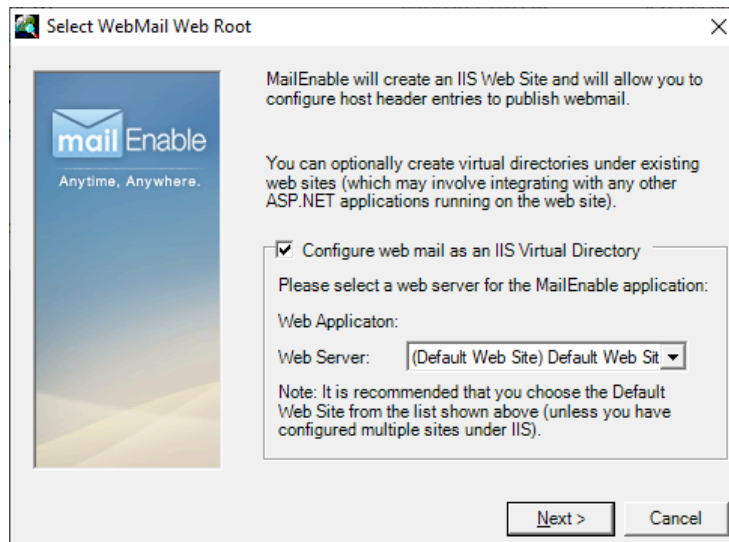 Select WebMail Web Root
MailEnable will create an IIS Web Site and will allow you to
configure host header entries to publish webmail.
mail Enable
Anytime, Anywhere.
You can optionally create virtual directories under existing
web sites (which may involve integrating with any other
ASP.NET applications running on the web site).
Configure web mail as an IIS Virtual Directory
Please select a web server for the MailEnable application:
Web Applicaton:
Web Server: (Default Web Site) Default Web Sit
Note: It is recommended that you choose the Default
Web Site from the list shown above (unless you have
configured multiple sites under IIS).
Next > Cancel